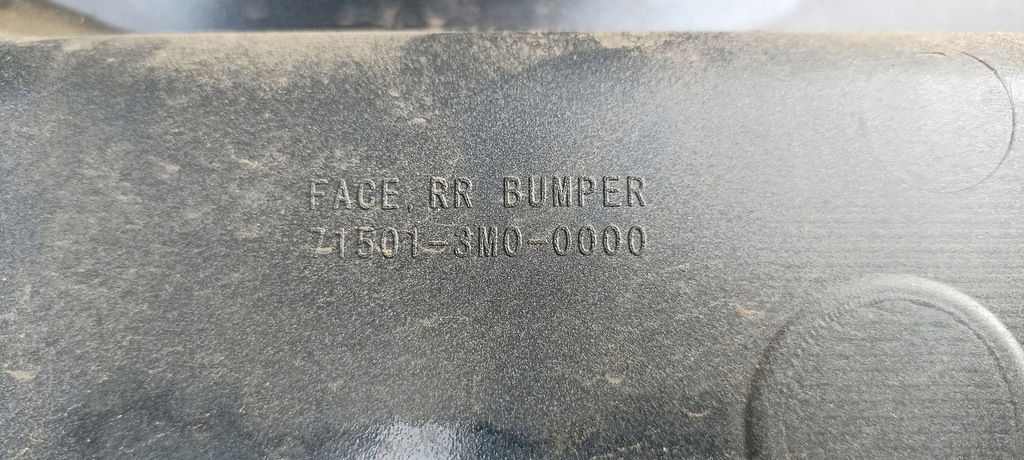 FACE, RR BUMPER
71501-3M0-0000